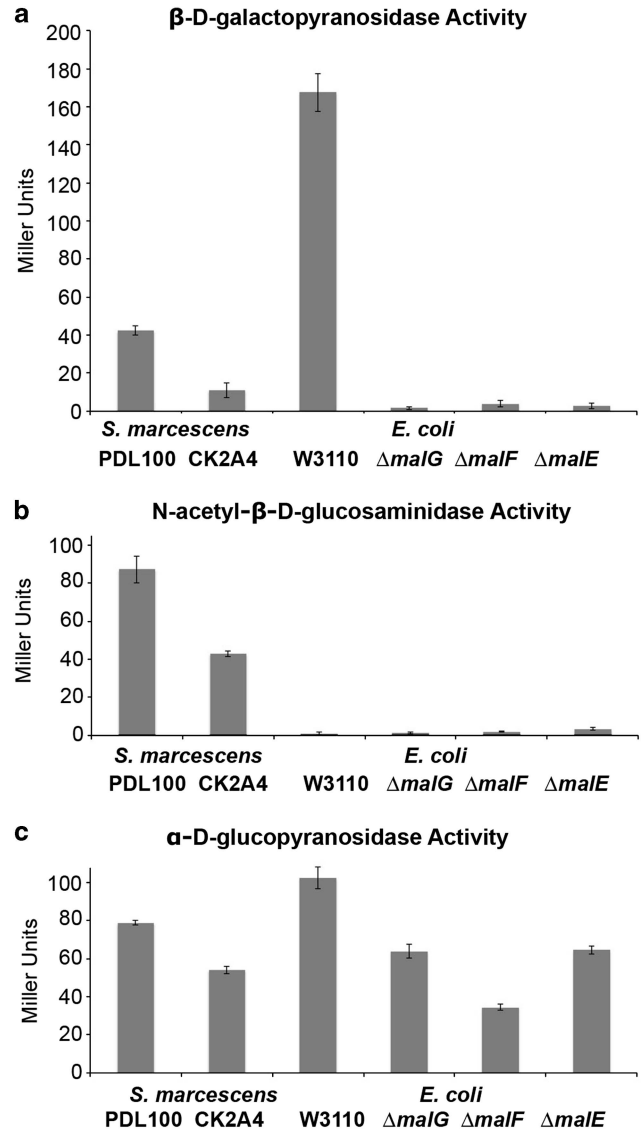 a
β-D-galactopyranosidase Activity
Miller Units
200
180
160
140
120
100
80
60
40
20
0
S. marcescens E. coli
PDL100 CK2A4 W3110 ΔmalG ΔmalF ΔmalE
b
N-acetyl-β-D-glucosaminidase Activity
Miller Units
100
80
60
40
20
0
S. marcescens E. coli
PDL100 CK2A4 W3110 ΔmalG ΔmalF ΔmalE
c
α-D-glucopyranosidase Activity
Miller Units
100
80
60
40
20
0
S. marcescens E. coli
PDL100 CK2A4 W3110 ΔmalG ΔmalF ΔmalE